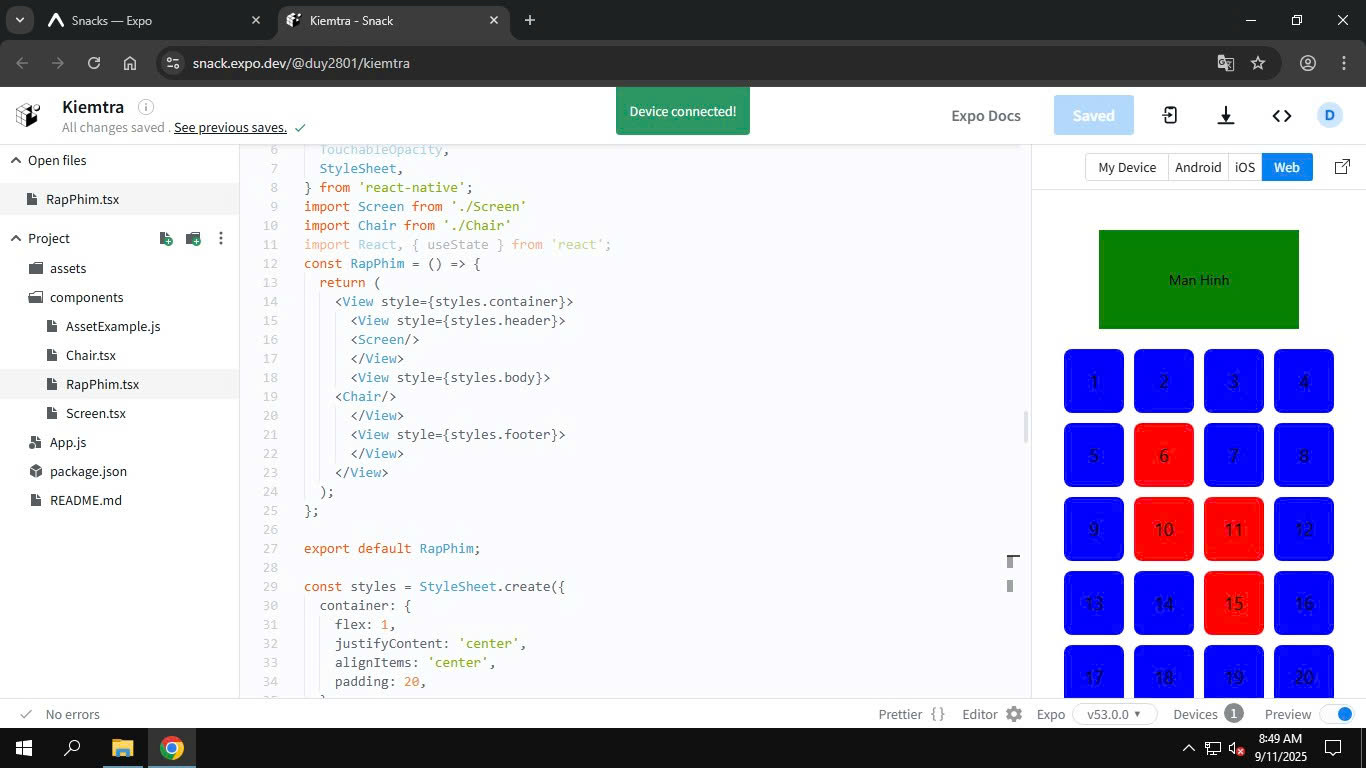 Snacks — Expo
Kiemtra - Snack
snack.expo.dev/@duy2801/kiemtra
Kiemtra
All changes saved . See previous saves.
Device connected!
Expo Docs
Saved
D
Open files
RapPhim.tsx
Project
assets
components
AssetExample.js
Chair.tsx
RapPhim.tsx
Screen.tsx
App.js
package.json
README.md
6 TouchableOpacity,
7 StyleSheet,
8 } from 'react-native';
9 import Screen from './Screen'
10 import Chair from './Chair'
11 import React, { useState } from 'react';
12 const RapPhim = () => {
13 return (
14 <View style={styles.container}>
15 <View style={styles.header}>
16 <Screen/>
17 </View>
18 <View style={styles.body}>
19 <Chair/>
20 </View>
21 <View style={styles.footer}>
22 </View>
23 </View>
24 );
25 };
26
27 export default RapPhim;
28
29 const styles = StyleSheet.create({
30 container: {
31 flex: 1,
32 justifyContent: 'center',
33 alignItems: 'center',
34 padding: 20,
My Device Android iOS Web
Man Hinh
1 2 3 4
5 6 7 8
9 10 11 12
13 14 15 16
17 18 19 20
No errors
Prettier {} Editor Expo v53.0.0 Devices 1 Preview
8:49 AM
9/11/2025